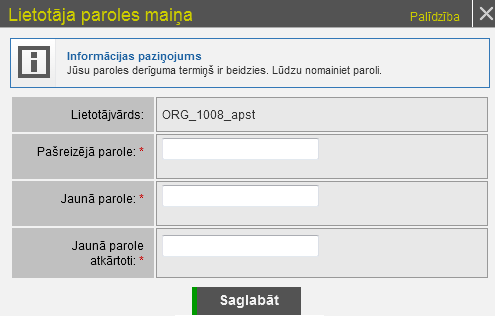 Lietotāja paroles maiņa
Palīdzība
Informācijas paziņojums
Jūsu paroles derīguma termiņš ir beidzies. Lūdzu nomainiet paroli.
Lietotājvārds: ORG_1008_apst
Pašreizējā parole: *
Jaunā parole: *
Jaunā parole
atkārtoti: *
Saglabāt